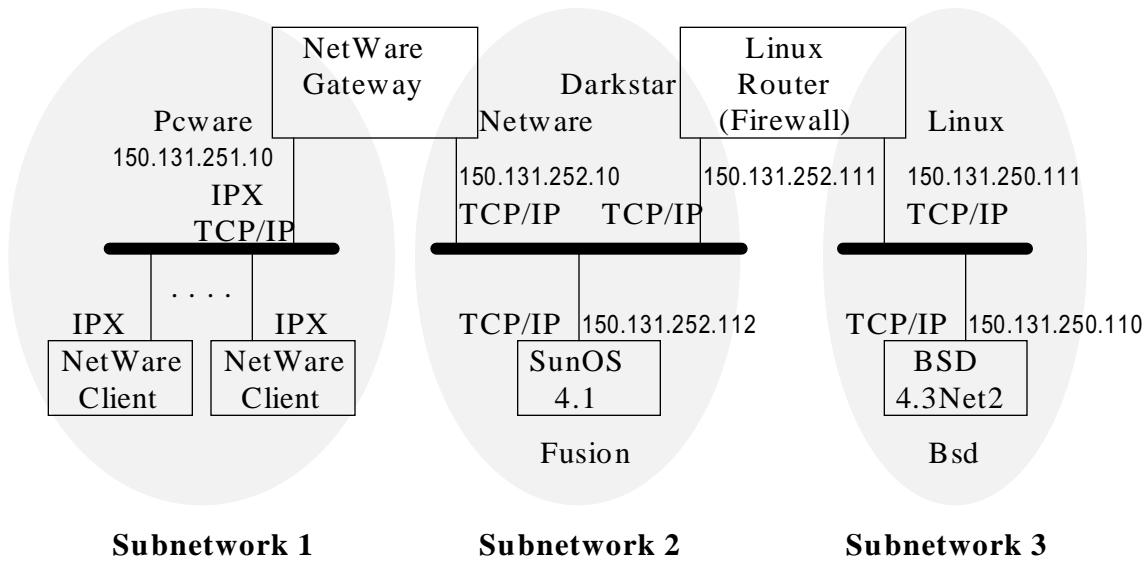 NetWare
Gateway
Linux
Router
(Firewall)
Pcware
Netware
Darkstar
Linux
150.131.251.10
150.131.252.10
150.131.252.111
150.131.250.111
IPX
TCP/IP
TCP/IP
TCP/IP
TCP/IP
. . . .
IPX
IPX
TCP/IP
150.131.252.112
TCP/IP
150.131.250.110
NetWare
Client
NetWare
Client
SunOS
4.1
BSD
4.3Net2
Fusion
Bsd
Subnetwork 1
Subnetwork 2
Subnetwork 3